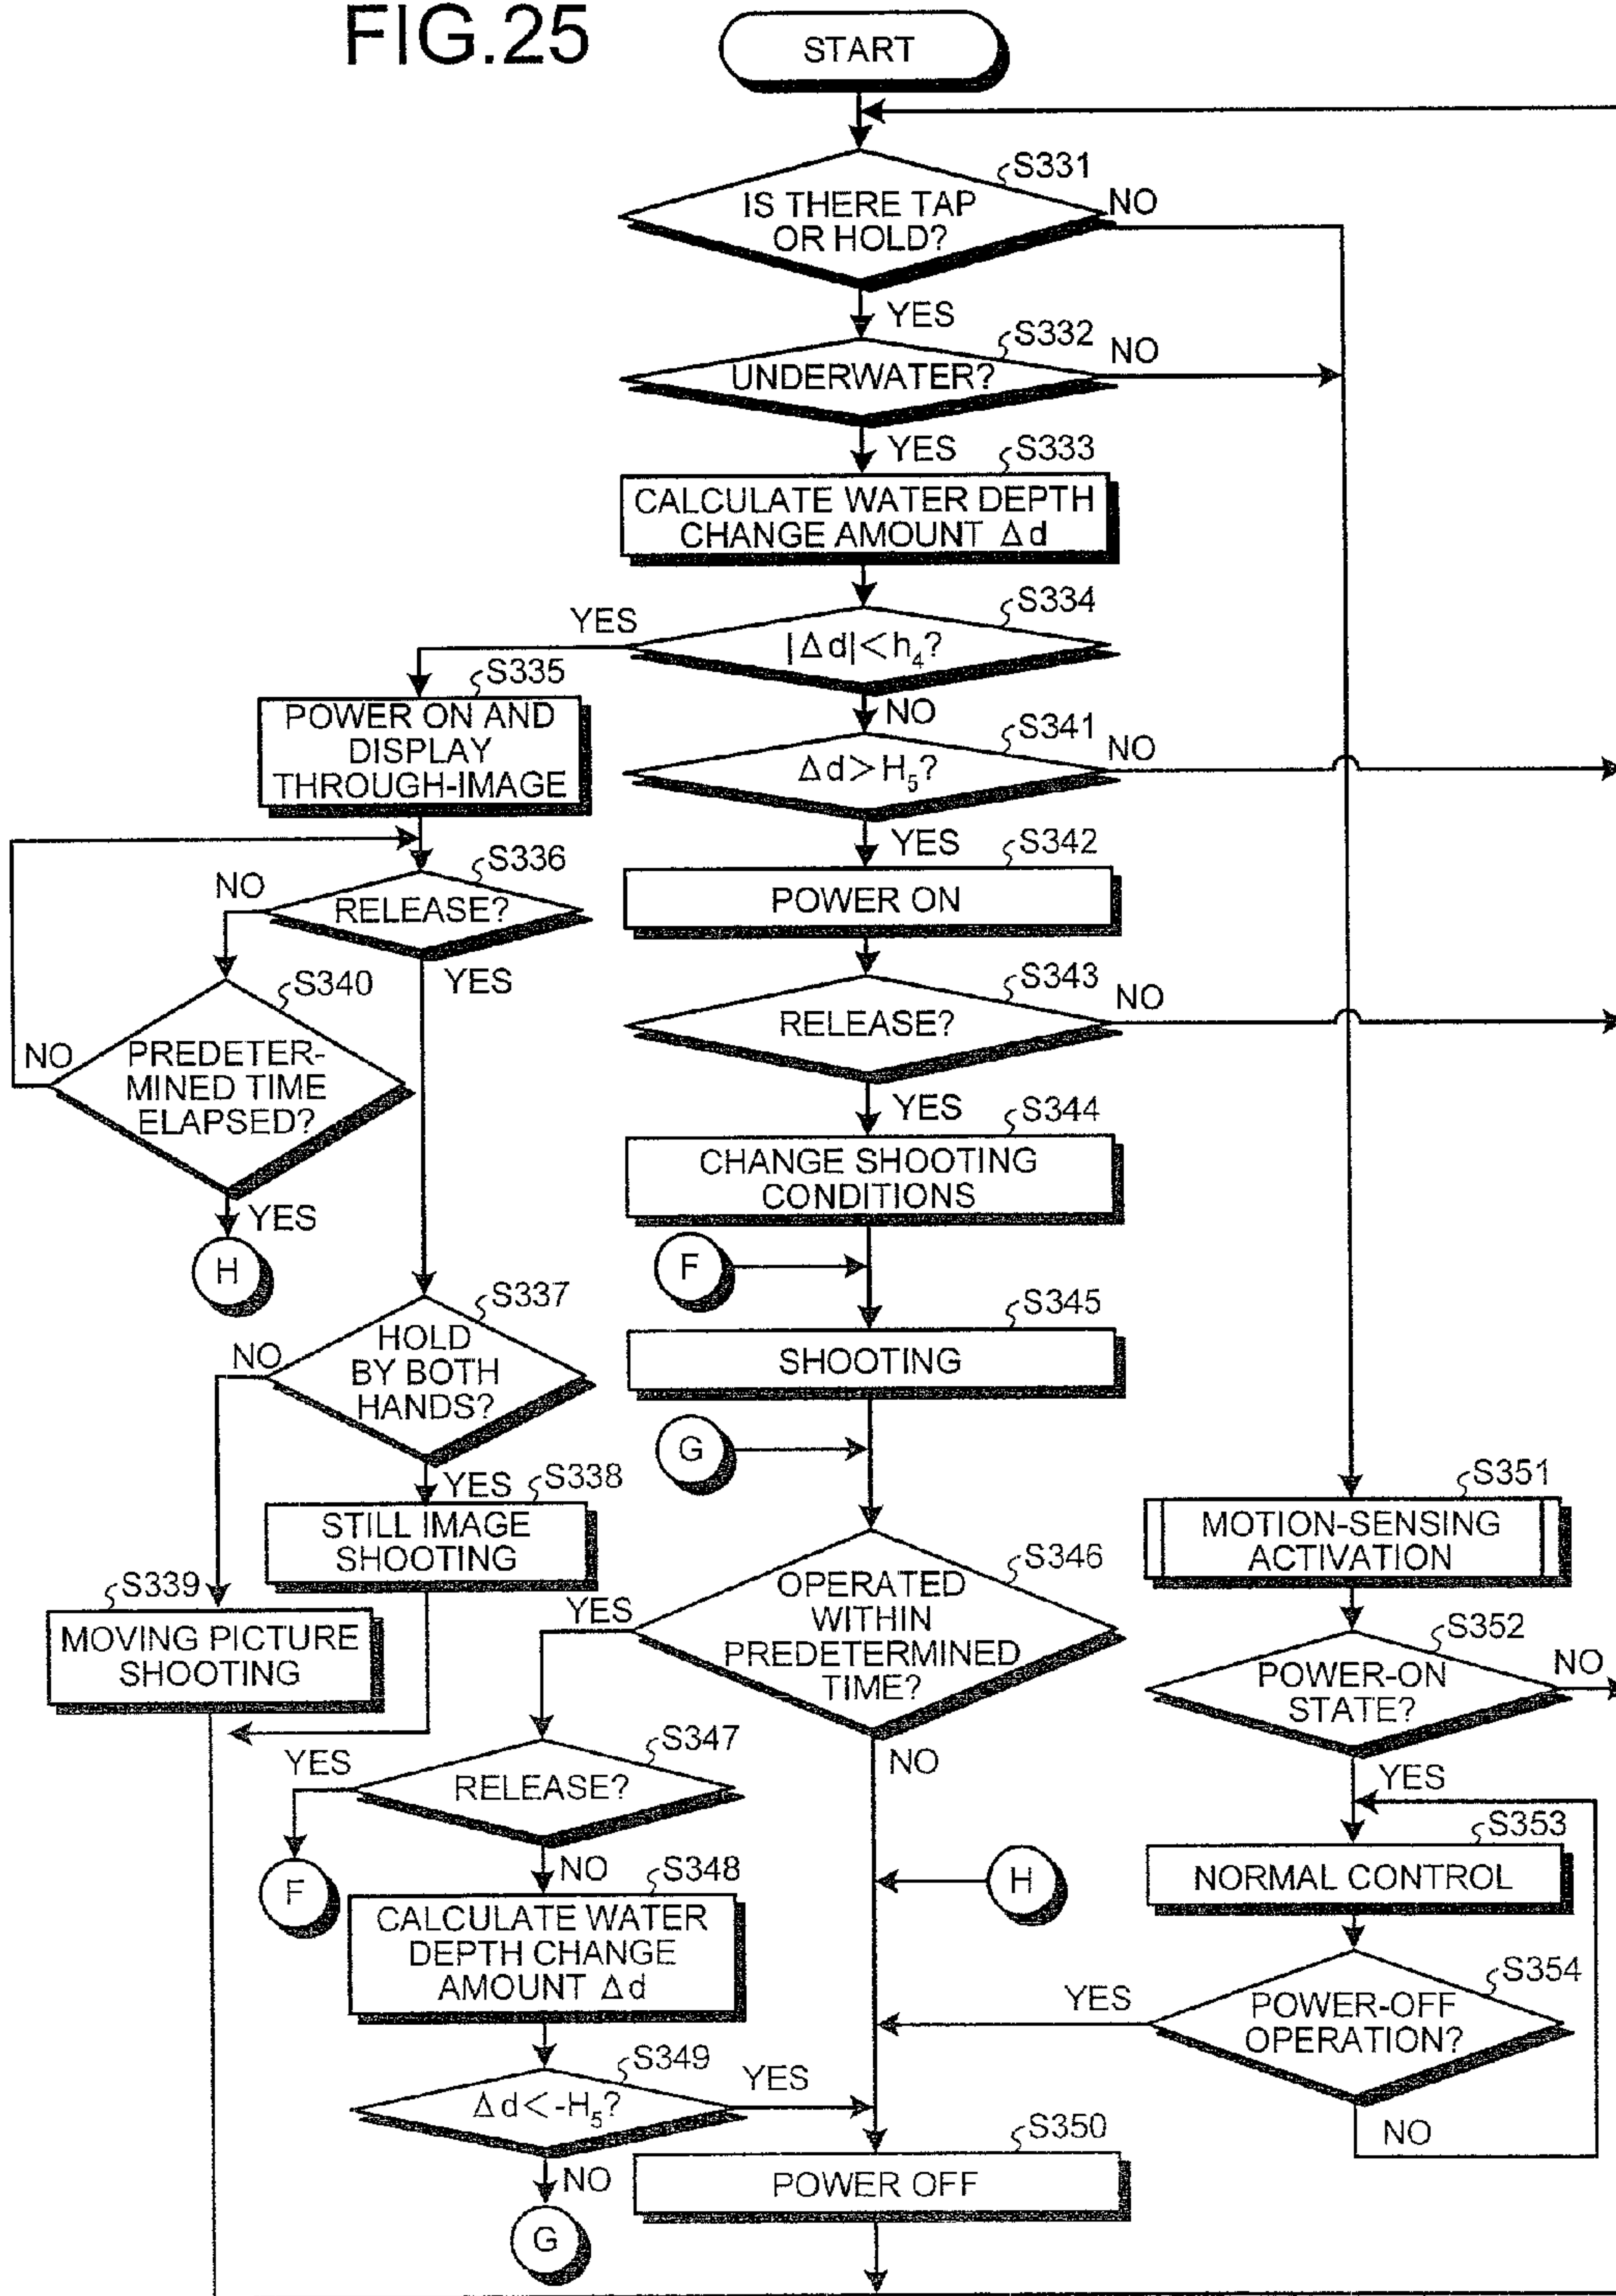 FIG.25
START
S331
IS THERE TAP
OR HOLD?
NO
YES
S332
UNDERWATER?
NO
YES
S333
CALCULATE WATER DEPTH
CHANGE AMOUNT Δd
S334
YES
|Δd|<h₄?
NO
S335
POWER ON AND
DISPLAY
THROUGH-IMAGE
S341
Δd>H₅?
NO
YES
S336
RELEASE?
NO
YES
S342
POWER ON
S340
PREDETER-
MINED TIME
ELAPSED?
NO
YES
H
S343
RELEASE?
NO
YES
S344
CHANGE SHOOTING
CONDITIONS
F
S337
HOLD
BY BOTH
HANDS?
NO
YES
S345
SHOOTING
G
S338
STILL IMAGE
SHOOTING
S339
MOVING PICTURE
SHOOTING
S346
OPERATED
WITHIN
PREDETERMINED
TIME?
YES
NO
S351
MOTION-SENSING
ACTIVATION
S352
POWER-ON
STATE?
NO
YES
S347
RELEASE?
YES
NO
F
H
S353
NORMAL CONTROL
S348
CALCULATE WATER
DEPTH CHANGE
AMOUNT Δd
S354
POWER-OFF
OPERATION?
YES
NO
S349
Δd<-H₅?
YES
NO
G
S350
POWER OFF